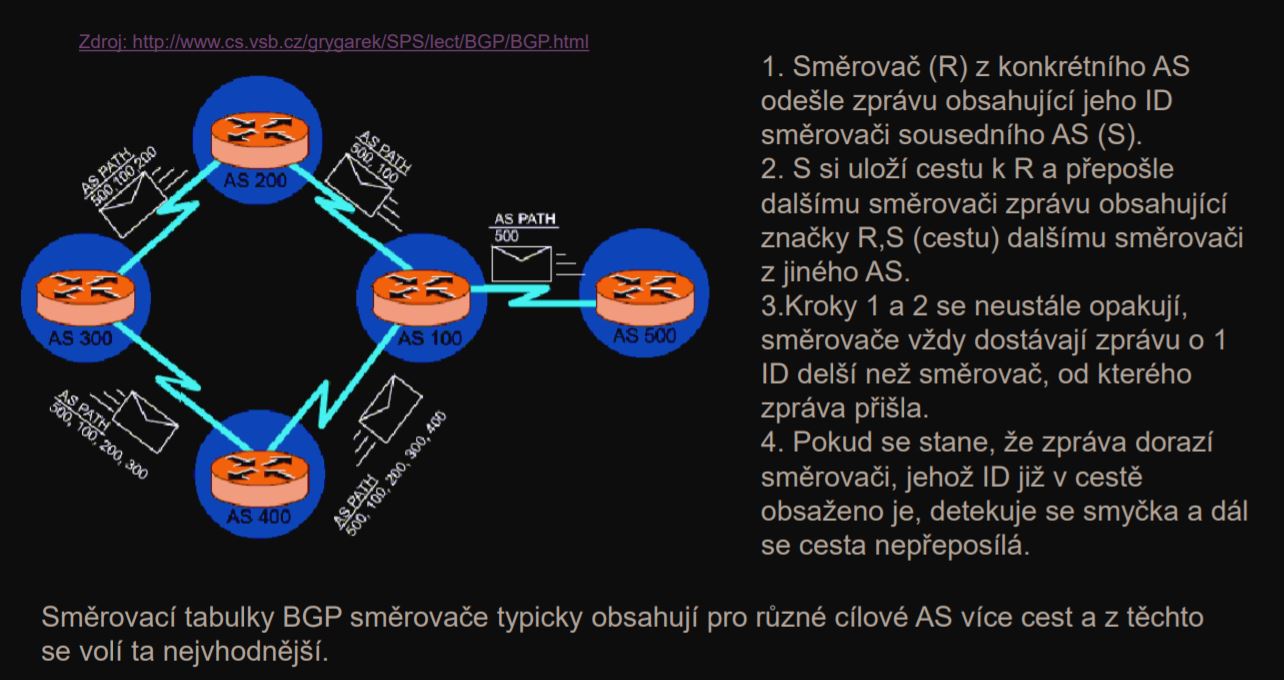 Zdroj: http://www.cs.vsb.cz/grygarek/SPS/lect/BGP/BGP.html
AS 200
AS PATH
500 100 200
AS PATH
500, 100
AS PATH
500
AS 300
AS 100
AS 500
AS PATH
500, 100, 200, 300
AS 400
AS PATH
500, 100, 200, 300, 400
1. Směrovač (R) z konkrétního AS
odešle zprávu obsahující jeho ID
směrovači sousedního AS (S).
2. S si uloží cestu k R a přepošle
dalšímu směrovači zprávu obsahující
značky R,S (cestu) dalšímu směrovači
z jiného AS.
3.Kroky 1 a 2 se neustále opakují,
směrovače vždy dostávají zprávu o 1
ID delší než směrovač, od kterého
zpráva přišla.
4. Pokud se stane, že zpráva dorazí
směrovači, jehož ID již v cestě
obsaženo je, detekuje se smyčka a dál
se cesta nepřeposílá.
Směrovací tabulky BGP směrovače typicky obsahují pro různé cílové AS více cest a z těchto
se volí ta nejvhodnější.